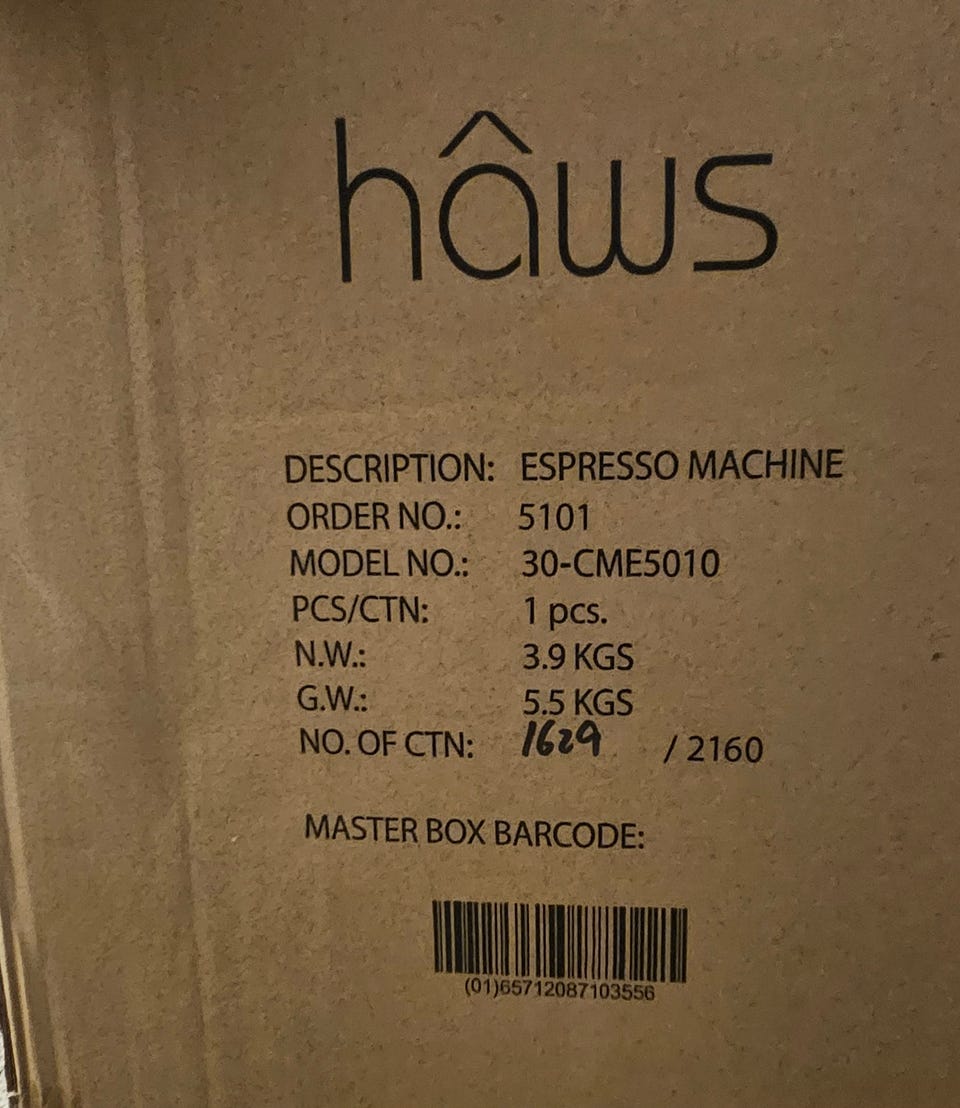 hâws
DESCRIPTION: ESPRESSO MACHINE
ORDER NO.: 5101
MODEL NO.: 30-CME5010
PCS/CTN: 1 pcs.
N.W.: 3.9 KGS
G.W.: 5.5 KGS
NO. OF CTN: 1629 / 2160
MASTER BOX BARCODE:
(01)65712087103556